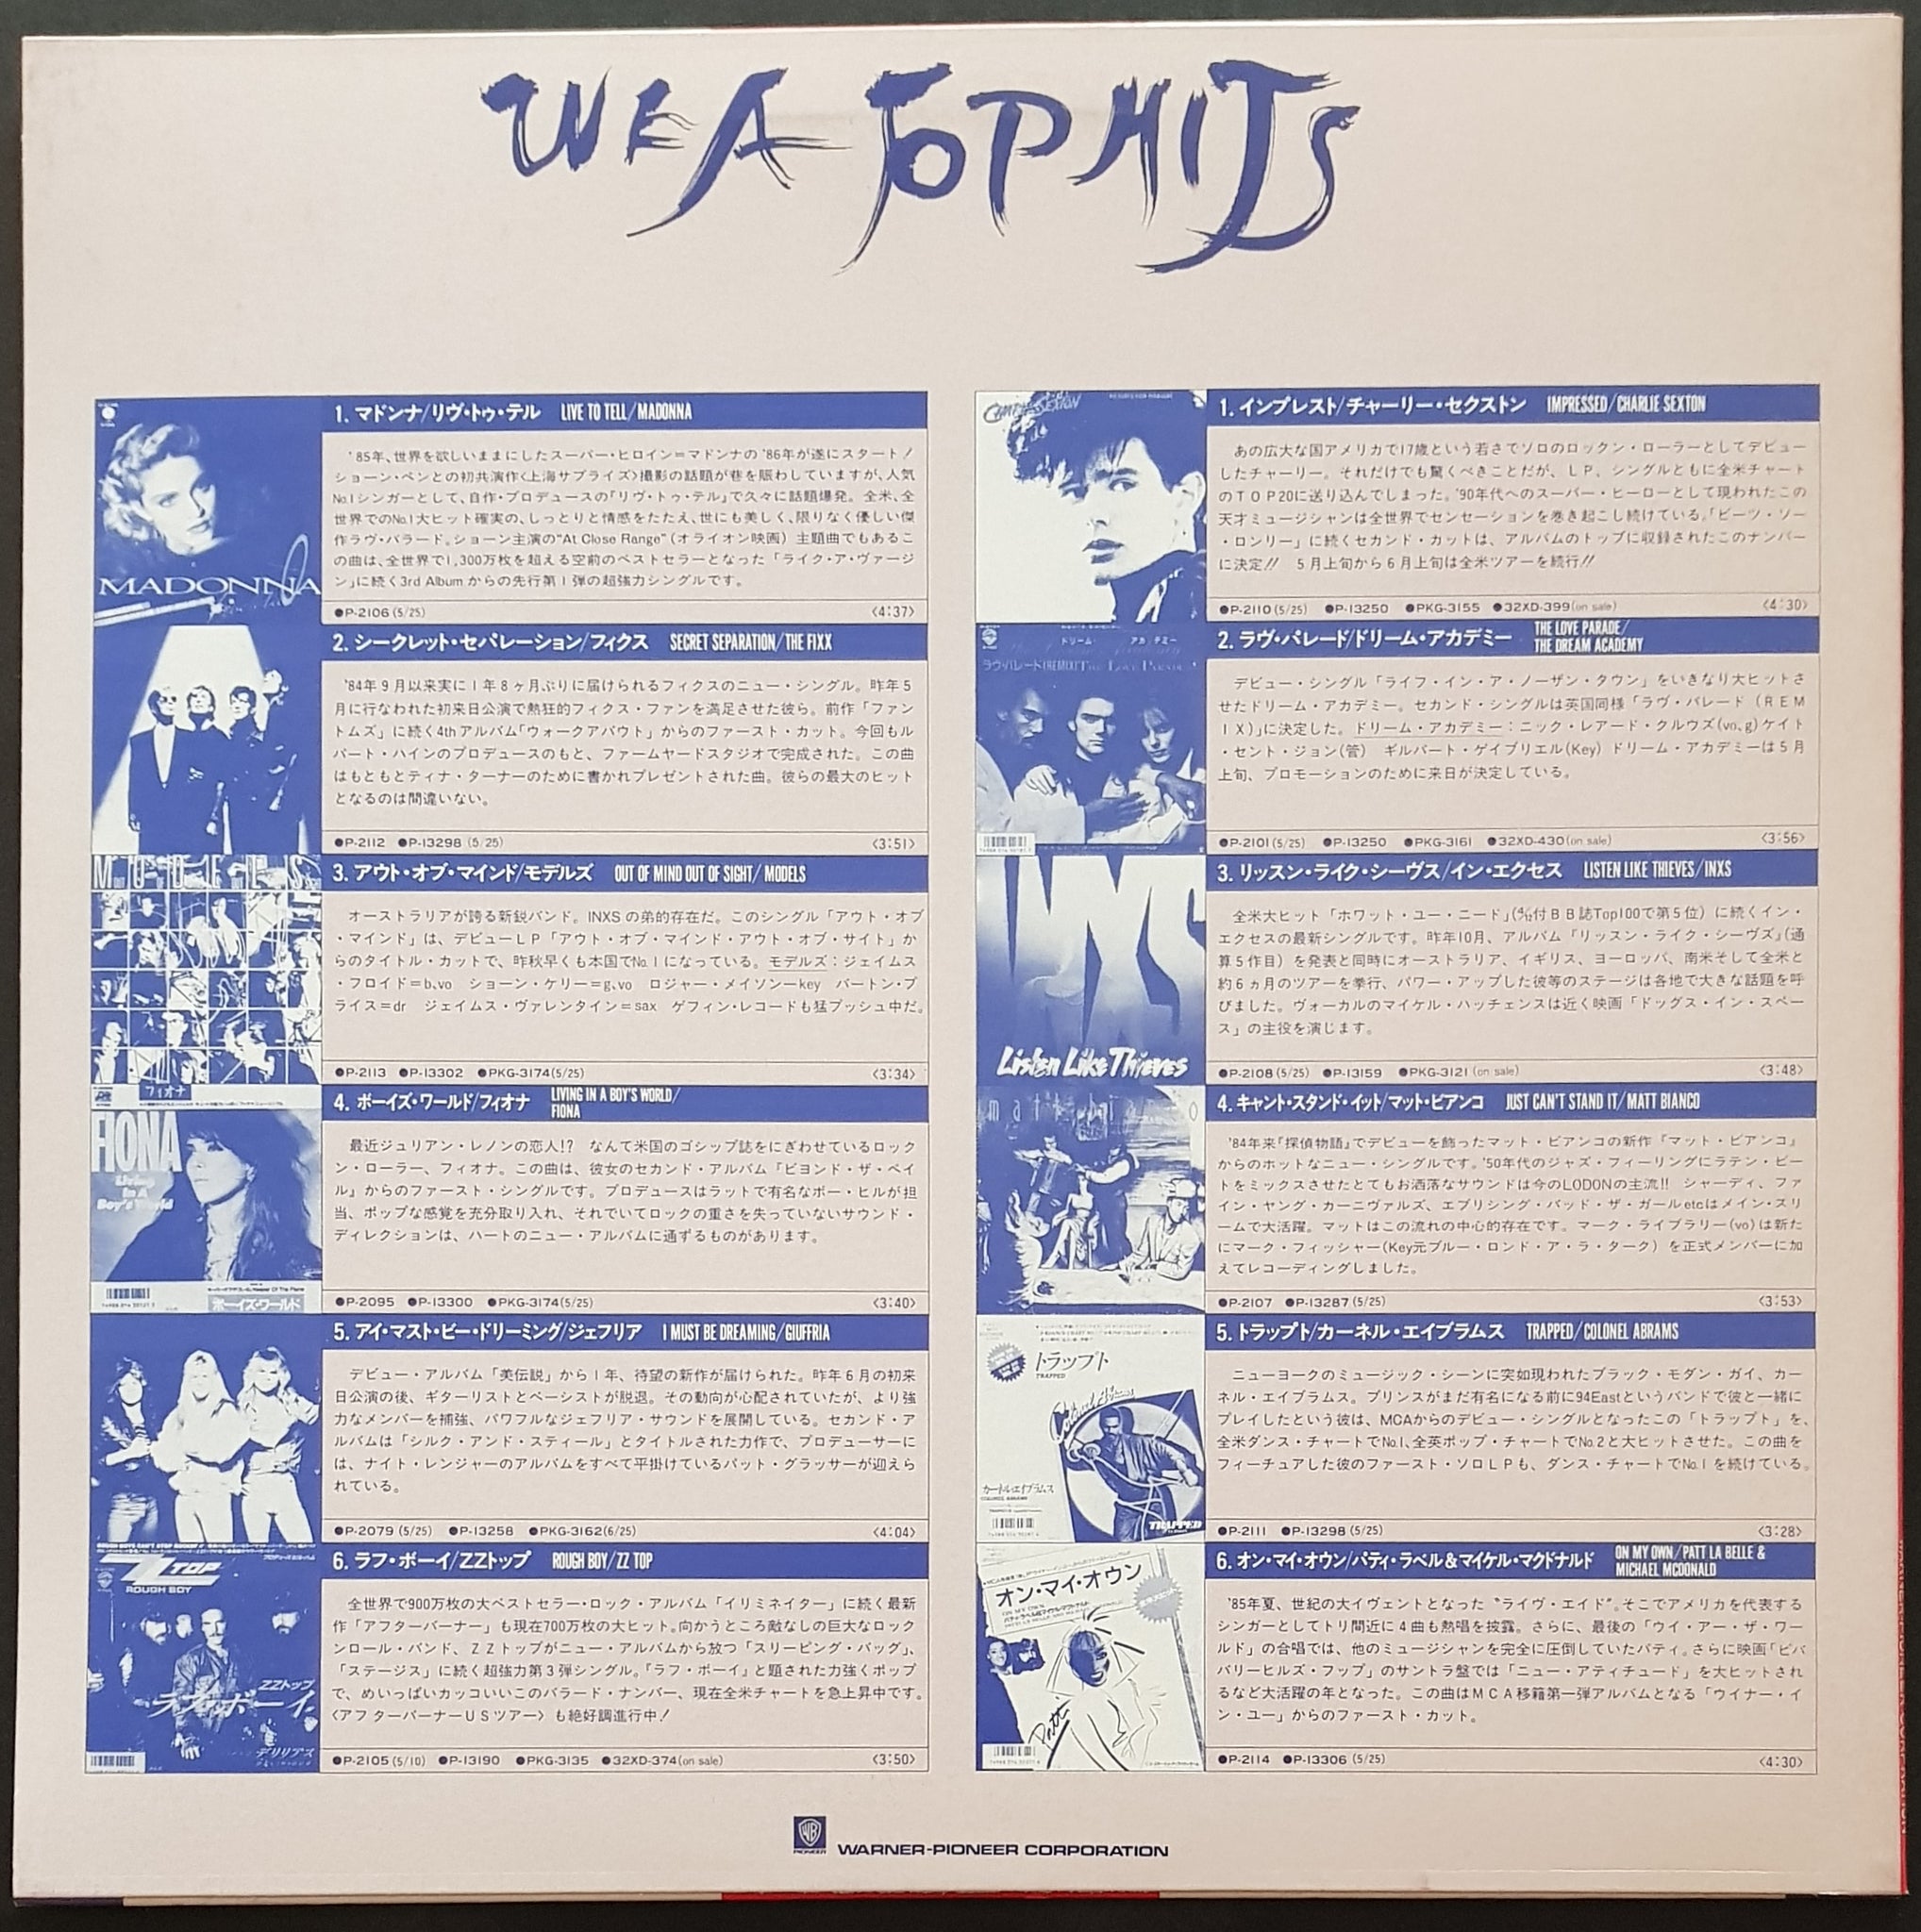 WEA TOP HITS
1. マドンナ/リヴ・トゥ・テル LIVE TO TELL/MADONNA
'85年、世界を欲しいままにしたスーパー・ヒロイン=マドンナの'86年が遂にスタート!
ショーン・ペンとの初共演作<上海サプライズ>撮影の話題が巷を賑わしていますが、人気
No.1シンガーとして、自作・プロデュースの「リヴ・トゥ・テル」で久々に話題爆発。全米、全
世界でのNo.1大ヒット確実の、しっとりと情感をたたえ、世にも美しく、限りなく優しい傑
作ラヴ・バラード。ショーン主演の“At Close Range”(オライオン映画) 主題曲でもあるこ
の曲は、全世界で1,300万枚を超える空前のベストセラーとなった「ライク・ア・ヴァージ
ン」に続く3rd Albumからの先行第1弾の超強力シングルです。
●P-2106(5/25) <4:37>
MADONNA
2. シークレット・セパレーション/フィクス SECRET SEPARATION/THE FIXX
'84年9月以来実に1年8ヶ月ぶりに届けられるフィクスのニュー・シングル。昨年5
月に行なわれた初来日公演で熱狂的フィクス・ファンを満足させた彼ら。前作「ファン
トムズ」に続く4thアルバム「ウォークアバウト」からのファースト・カット。今回もル
パート・ハインのプロデュースのもと、ファームヤードスタジオで完成された。この曲
はもともとティナ・ターナーのために書かれプレゼントされた曲。彼らの最大のヒット
となるのは間違いない。
●P-2112 ●P-13298 (5/25) <3:51>
MODELS
3. アウト・オブ・マインド/モデルズ OUT OF MIND OUT OF SIGHT/MODELS
オーストラリアが誇る新鋭バンド。INXSの弟的存在だ。このシングル「アウト・オブ
・マインド」は、デビューLP「アウト・オブ・マインド・アウト・オブ・サイト」か
らのタイトル・カットで、昨秋早くも本国でNo.1になっている。モデルズ:ジェイムス
・フロイド=b,vo ショーン・ケリー=g,vo ロジャー・メイソンーkey バートン・プ
ライス=dr ジェイムス・ヴァレンタイン=sax ゲフィン・レコードも猛プッシュ中だ。
●P-2113 ●P-13302 ●PKG-3174(5/25) <3:34>
フィオナ
FIONA
Living
In A
Boy's World
ボーイズ・ワールド
4. ボーイズ・ワールド/フィオナ LIVING IN A BOY'S WORLD/
FIONA
最近ジュリアン・レノンの恋人!? なんて米国のゴシップ誌をにぎわせているロック
ン・ローラー、フィオナ。この曲は、彼女のセカンド・アルバム「ビヨンド・ザ・ペイ
ル」からのファースト・シングルです。プロデュースはラットで有名なボー・ヒルが担
当、ポップな感覚を充分取り入れ、それでいてロックの重さを失っていないサウンド・
ディレクションは、ハートのニュー・アルバムに通ずるものがあります。
●P-2095 ●P-13300 ●PKG-3174(5/25) <3:40>
5. アイ・マスト・ビー・ドリーミング/ジェフリア I MUST BE DREAMING/GIUFFRIA
デビュー・アルバム「美伝説」から1年、待望の新作が届けられた。昨年6月の初来
日公演の後、ギターリストとベーシストが脱退。その動向が心配されていたが、より強
力なメンバーを補強、パワフルなジェフリア・サウンドを展開している。セカンド・ア
ルバムは「シルク・アンド・スティール」とタイトルされた力作で、プロデューサーに
は、ナイト・レンジャーのアルバムをすべて平掛けているパット・グラッサーが迎えら
れている。
●P-2079 (5/25) ●P-13258 ●PKG-3162(6/25) <4:04>
ZZ TOP
ROUGH BOY
ZZトップ
ラフ・ボーイ
デリリアス
6. ラフ・ボーイ/ZZトップ ROUGH BOY/ZZ TOP
全世界で900万枚の大ベストセラー・ロック・アルバム「イリミネイター」に続く最新
作「アフターバーナー」も現在700万枚の大ヒット。向かうところ敵なしの巨大なロック
ンロール・バンド、ZZトップがニュー・アルバムから放つ「スリーピング・バッグ」、
「ステージス」に続く超強力第3弾シングル。「ラフ・ボーイ」と題された力強くポップ
で、めいっぱいカッコいいこのバラード・ナンバー、現在全米チャートを急上昇中です。
<アフターバーナーUSツアー> も絶好調進行中!
●P-2105 (5/10) ●P-13190 ●PKG-3135 ●32XD-374(on sale) <3:50>
CHARLIE SEXTON
1. インプレスト/チャーリー・セクストン IMPRESSED/CHARLIE SEXTON
あの広大な国アメリカで17歳という若さでソロのロックン・ローラーとしてデビュー
したチャーリー。それだけでも驚くべきことだが、LP、シングルともに全米チャート
のTOP20に送り込んでしまった。'90年代へのスーパー・ヒーローとして現われたこの
天才ミュージシャンは全世界でセンセーションを巻き起こし続けている。「ビーツ・ソー
・ロンリー」に続くセカンド・カットは、アルバムのトップに収録されたこのナンバー
に決定!! 5月上旬から6月上旬は全米ツアーを続行!!
●P-2110 (5/25) ●P-13250 ●PKG-3155 ●32XD-399(on sale) <4:30>
ドリーム・アカデミー
ラヴ・パレード(REMIX) The Love Parade
2. ラヴ・パレード/ドリーム・アカデミー THE LOVE PARADE/
THE DREAM ACADEMY
デビュー・シングル「ライフ・イン・ア・ノーザン・タウン」をいきなり大ヒットさ
せたドリーム・アカデミー。セカンド・シングルは英国同様「ラヴ・パレード (REM
IX)」に決定した。ドリーム・アカデミー:ニック・レアード・クルウズ(vo,g)ケイト
・セント・ジョン(管) ギルバート・ゲイブリエル(Key) ドリーム・アカデミーは5月
上旬、プロモーションのために来日が決定している。
●P-2101 (5/25) ●P-13250 ●PKG-3161 ●32XD-430(on sale) <3:56>
INXS
Listen Like Thieves
3. リッスン・ライク・シーヴス/イン・エクセス LISTEN LIKE THIEVES/INXS
全米大ヒット「ホワット・ユー・ニード」(4/12付BB誌Top100で第5位) に続くイン・
エクセスの最新シングルです。昨年10月、アルバム「リッスン・ライク・シーヴズ」(通
算5作目) を発表と同時にオーストラリア、イギリス、ヨーロッパ、南米そして全米と
約6ヵ月のツアーを挙行、パワー・アップした彼等のステージは各地で大きな話題を呼
びました。ヴォーカルのマイケル・ハッチェンスは近く映画「ドッグス・イン・スペー
ス」の主役を演じます。
●P-2108 (5/25) ●P-13159 ●PKG-3121 (on sale) <3:48>
matt bianco
4. キャント・スタンド・イット/マット・ビアンコ JUST CAN'T STAND IT/MATT BIANCO
'84年来「探偵物語」でデビューを飾ったマット・ビアンコの新作「マット・ビアンコ」
からのホットなニュー・シングルです。'50年代のジャズ・フィーリングにラテン・ビー
トをミックスさせたとてもお洒落なサウンドは今のLODONの主流!! シャーディ、ファ
イン・ヤング・カーニヴァルズ、エブリシング・バッド・ザ・ガールetcはメイン・スリ
ームで大活躍。マットはこの流れの中心的存在です。マーク・ライブラリー(vo)は新た
にマーク・フィッシャー(Key元ブルー・ロンド・ア・ラ・ターク) を正式メンバーに加
えてレコーディングしました。
●P-2107 ●P-13287 (5/25) <3:53>
トラップト
TRAPPED
Colonel Abrams
カーネル・エイブラムス
COLONEL ABRAMS
TRAPPED
5. トラップト/カーネル・エイブラムス TRAPPED/COLONEL ABRAMS
ニューヨークのミュージック・シーンに突如現われたブラック・モダン・ガイ、カー
ネル・エイブラムス。プリンスがまだ有名になる前に94Eastというバンドで彼と一緒に
プレイしたという彼は、MCAからのデビュー・シングルとなったこの「トラップト」を、
全米ダンス・チャートでNo.1、全英ポップ・チャートでNo.2と大ヒットさせた。この曲を
フィーチュアした彼のファースト・ソロLPも、ダンス・チャートでNo.1を続けている。
●P-2111 ●P-13298 (5/25) <3:28>
オン・マイ・オウン
ON MY OWN
パティ・ラベル&マイケル・マクドナルド
Patti
6. オン・マイ・オウン/パティ・ラベル&マイケル・マクドナルド ON MY OWN/PATT LA BELLE &
MICHAEL MCDONALD
'85年夏、世紀の大イヴェントとなった“ライヴ・エイド”。そこでアメリカを代表する
シンガーとしてトリ間近に4曲も熱唱を披露。さらに、最後の「ウイ・アー・ザ・ワー
ルド」の合唱では、他のミュージシャンを完全に圧倒していたパティ。さらに映画「ビバ
バリーヒルズ・フップ」のサントラ盤では「ニュー・アティチュード」を大ヒットされ
るなど大活躍の年となった。この曲はMCA移籍第一弾アルバムとなる「ウイナー・イ
ン・ユー」からのファースト・カット。
●P-2114 ●P-13306 (5/25) <4:30>
WB
PIONEER
WARNER-PIONEER CORPORATION